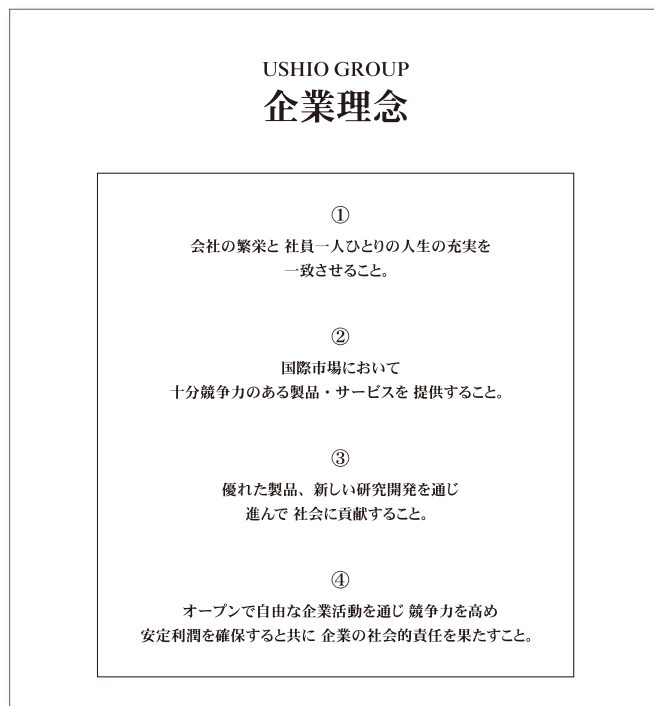 USHIO GROUP
企業理念
①
会社の繁栄と 社員一人ひとりの人生の充実を
一致させること。
②
国際市場において
十分競争力のある製品・サービスを 提供すること。
③
優れた製品、新しい研究開発を通じ
進んで 社会に貢献すること。
④
オープンで自由な企業活動を通じ 競争力を高め
安定利潤を確保すると共に 企業の社会的責任を果たすこと。